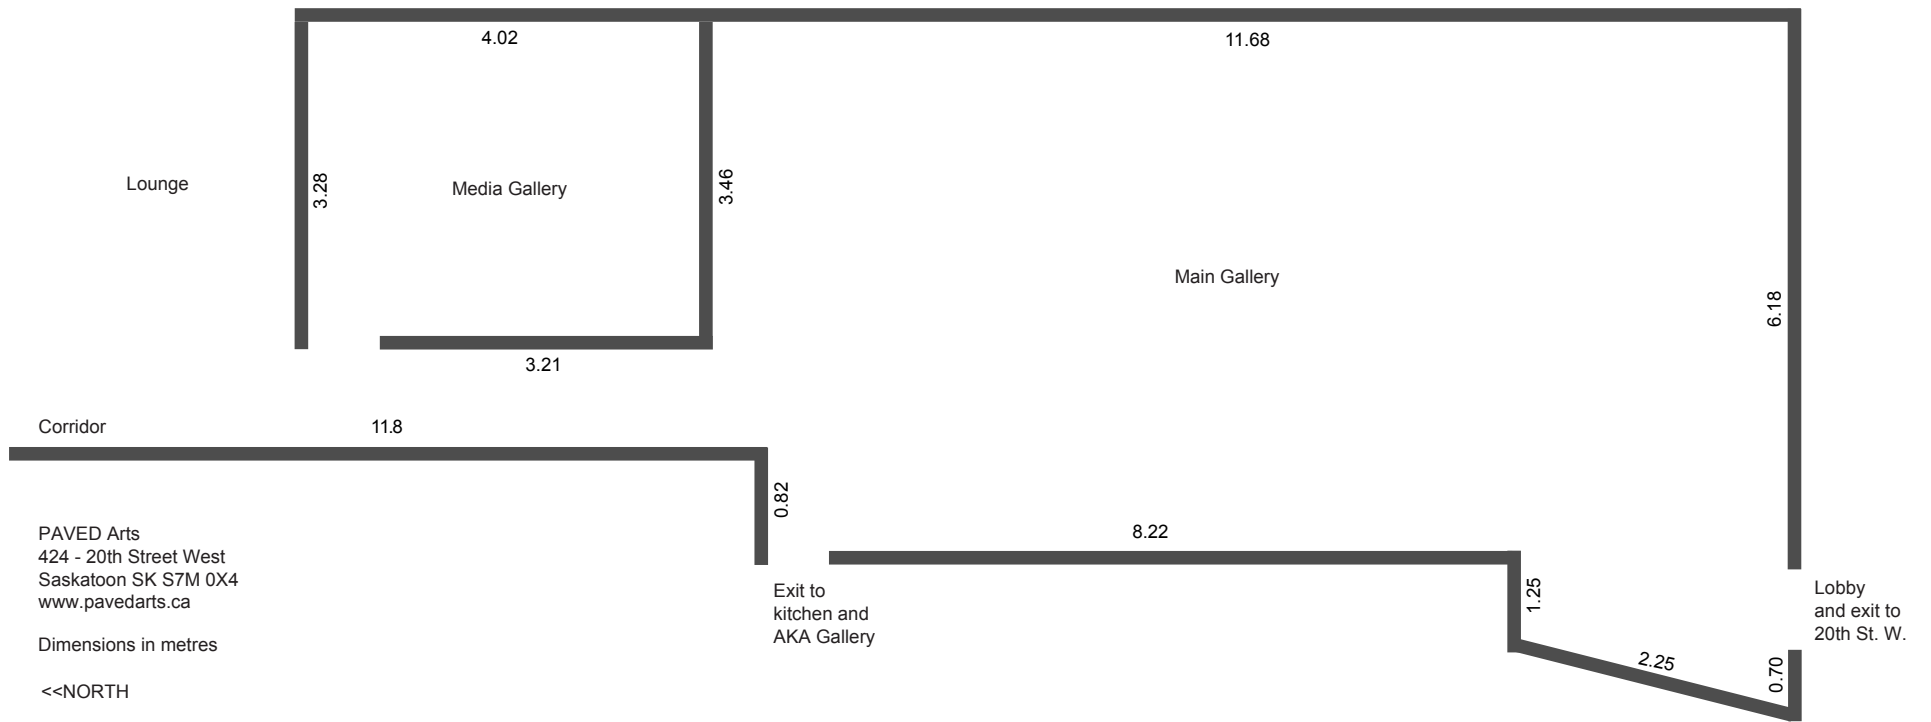 4.02
11.68
Lounge
3.28
Media Gallery
3.46
Main Gallery
6.18
3.21
Corridor
11.8
0.82
8.22
PAVED Arts
424 - 20th Street West
Saskatoon SK S7M 0X4
www.pavedarts.ca
Dimensions in metres
<<NORTH
Exit to
kitchen and
AKA Gallery
1.25
2.25
0.70
Lobby
and exit to
20th St. W.